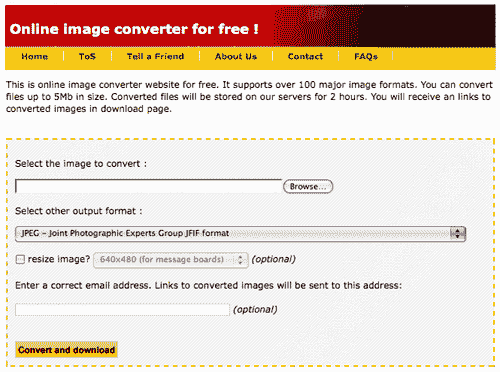 Online image converter for free !
Home ToS Tell a Friend About Us Contact FAQs
This is online image converter website for free. It supports over 100 major image formats. You can convert
files up to 5Mb in size. Converted files will be stored on our servers for 2 hours. You will receive an links to
converted images in download page.
Select the image to convert :
Browse...
Select other output format :
JPEG – Joint Photographic Experts Group JFIF format
resize image? 640x480 (for message boards) (optional)
Enter a correct email address. Links to converted images will be sent to this address:
(optional)
Convert and download